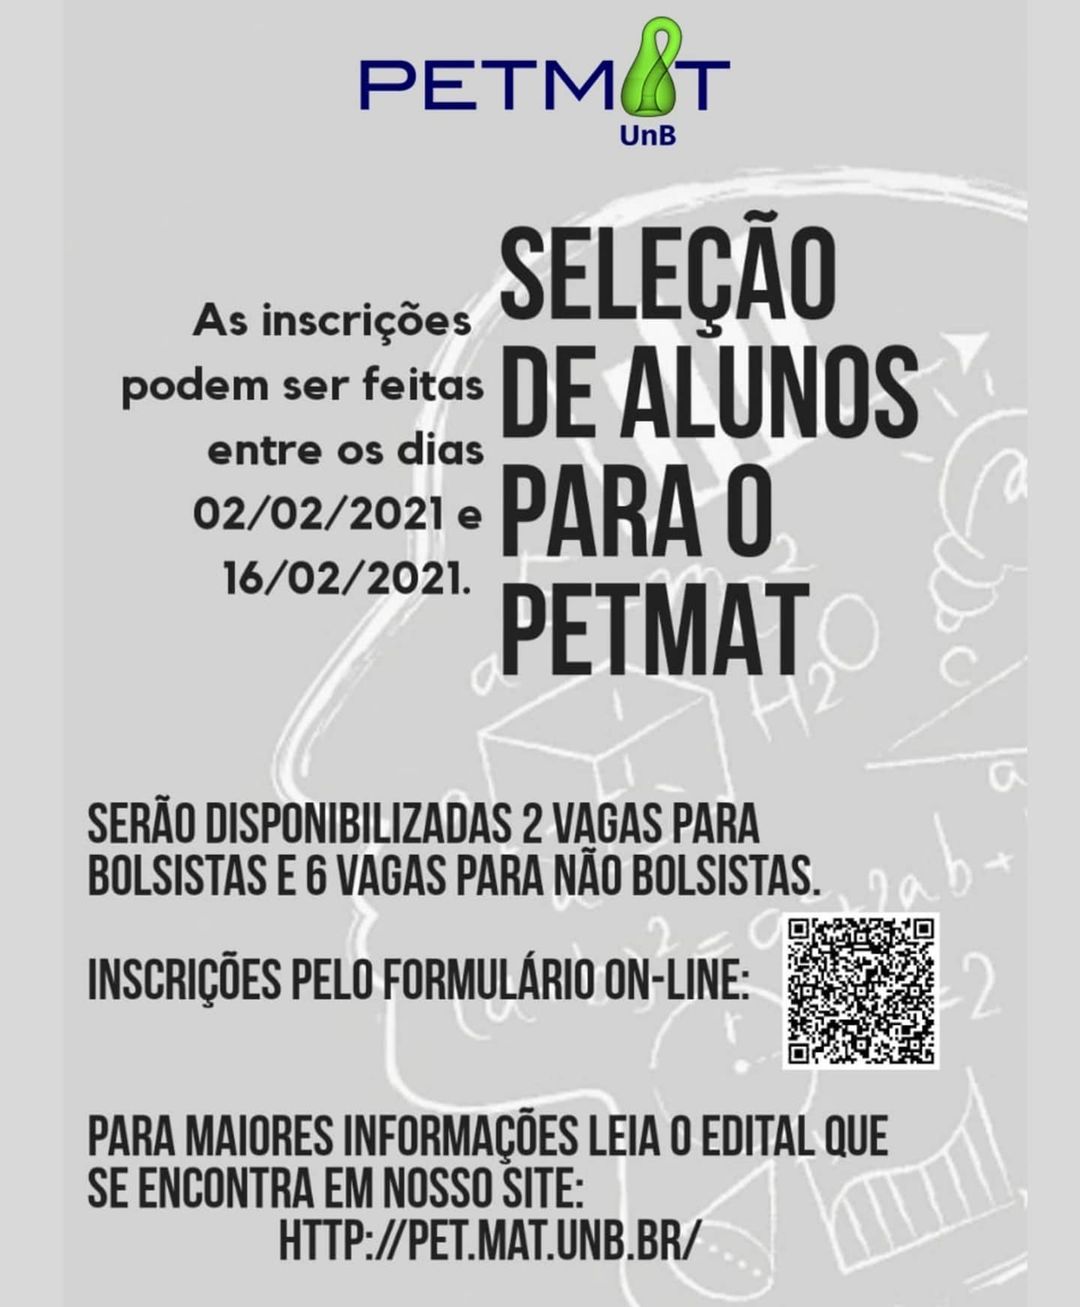 PETMAT
UnB
As inscrições
podem ser feitas
entre os dias
02/02/2021 e
16/02/2021.
SELEÇÃO
DE ALUNOS
PARA O
PETMAT
SERÃO DISPONIBILIZADAS 2 VAGAS PARA
BOLSISTAS E 6 VAGAS PARA NÃO BOLSISTAS.
INSCRIÇÕES PELO FORMULÁRIO ON-LINE:
PARA MAIORES INFORMAÇÕES LEIA O EDITAL QUE
SE ENCONTRA EM NOSSO SITE:
HTTP://PET.MAT.UNB.BR/
H₂O
c
a
a